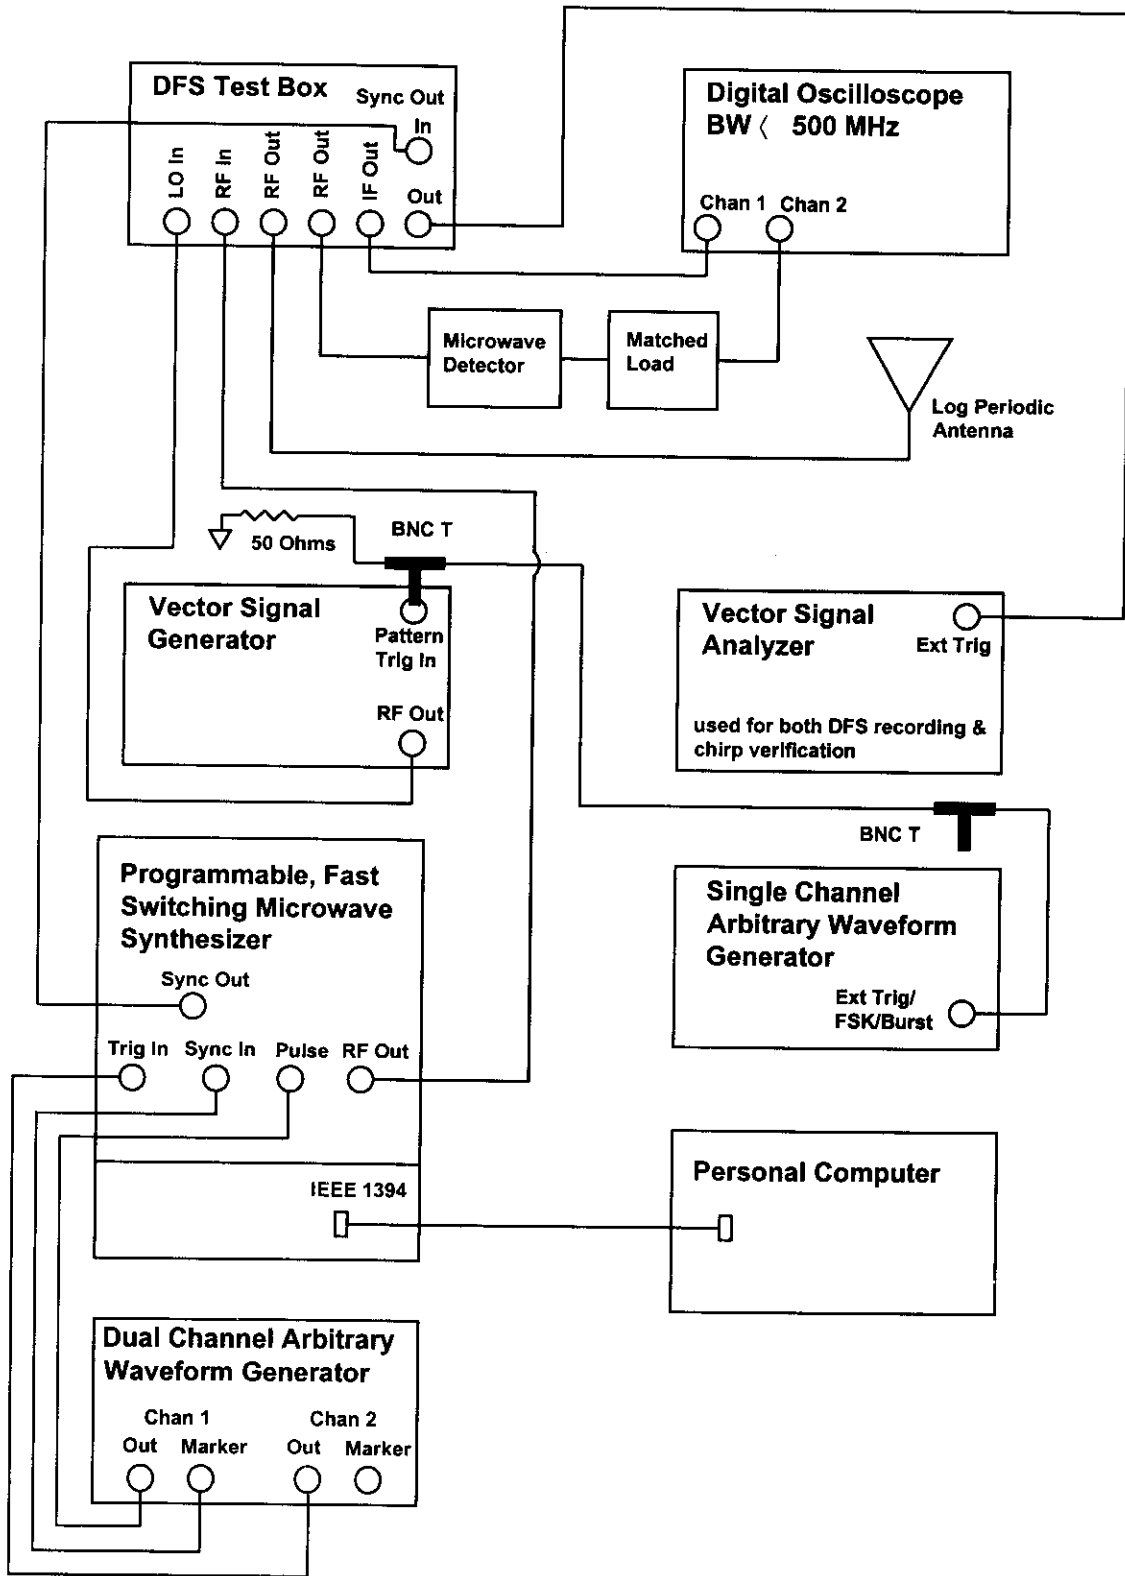 DFS Test Box
Sync Out
In
LO In
RF In
RF Out
RF Out
IF Out
Out
Digital Oscilloscope
BW 〈 500 MHz
Chan 1 Chan 2
Microwave
Detector
Matched
Load
Log Periodic
Antenna
50 Ohms
BNC T
Vector Signal
Generator
Pattern
Trig In
RF Out
Vector Signal
Analyzer
Ext Trig
used for both DFS recording &
chirp verification
BNC T
Programmable, Fast
Switching Microwave
Synthesizer
Sync Out
Trig In Sync In Pulse RF Out
IEEE 1394
Single Channel
Arbitrary Waveform
Generator
Ext Trig/
FSK/Burst
Personal Computer
Dual Channel Arbitrary
Waveform Generator
Chan 1 Chan 2
Out Marker Out Marker